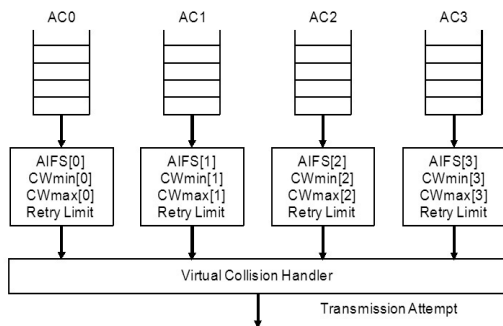 AC0 AC1 AC2 AC3
AIFS[0] AIFS[1] AIFS[2] AIFS[3]
CWmin[0] CWmin[1] CWmin[2] CWmin[3]
CWmax[0] CWmax[1] CWmax[2] CWmax[3]
Retry Limit Retry Limit Retry Limit Retry Limit
Virtual Collision Handler
Transmission Attempt